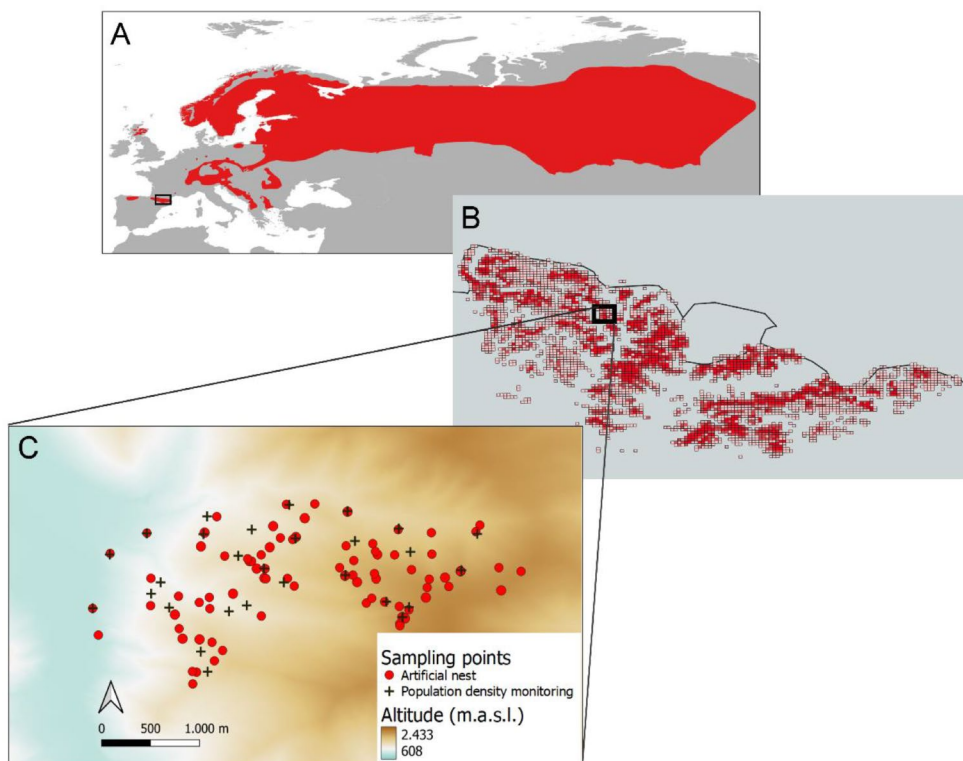 A
B
C
Sampling points
Artificial nest
Population density monitoring
Altitude (m.a.s.l.)
2.433
608
0 500 1.000 m